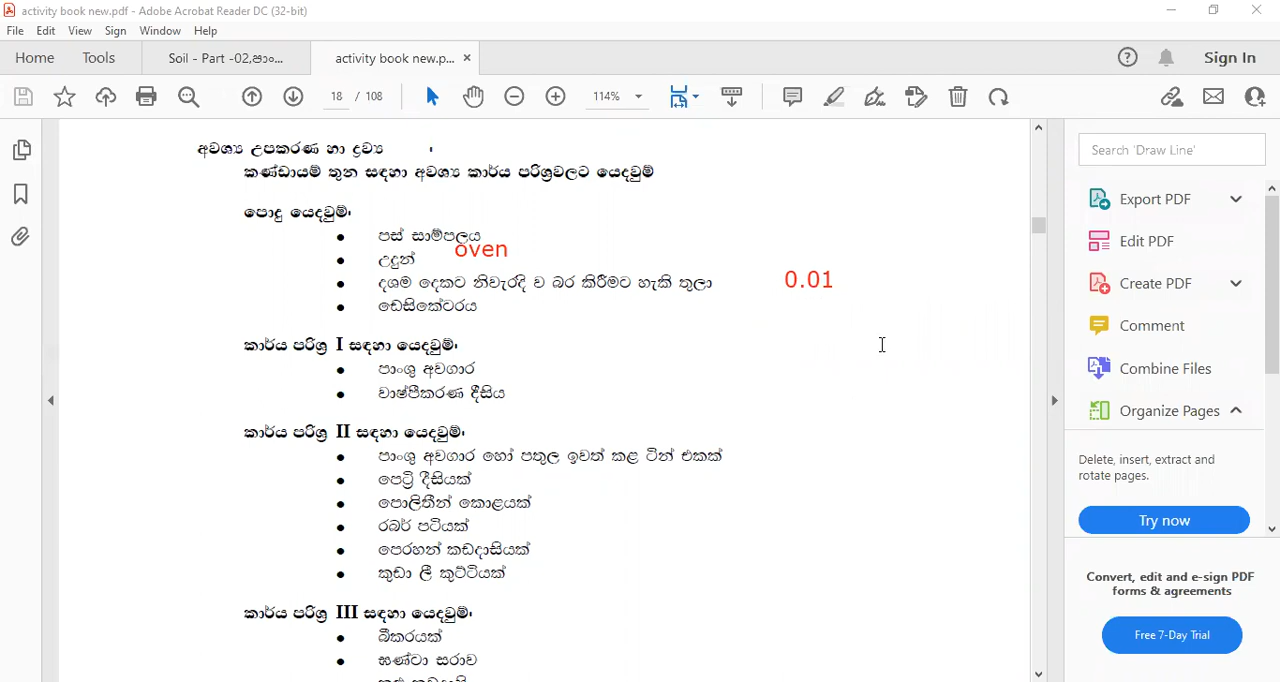 activity book new.pdf - Adobe Acrobat Reader DC (32-bit)
File Edit View Sign Window Help
Home Tools Soil - Part -02,පාං... activity book new.p... × Sign In
18 / 108 114%
අවශ්‍ය උපකරණ හා ද්‍රව්‍ය :
කණ්ඩායම් තුන සඳහා අවශ්‍ය කාර්ය පරිශ්‍රවලට යෙදවුම්
පොදු යෙදවුම්:
• පස් සාම්පලය
oven
• උදුන්
• දශම දෙකට නිවැරදි ව බර කිරීමට හැකි තුලා 0.01
• ඩෙසිකේටරය
කාර්ය පරිශ්‍ර I සඳහා යෙදවුම්:
• පාංශු අවගාර
• වාෂ්පීකරණ දීසිය
කාර්ය පරිශ්‍ර II සඳහා යෙදවුම්:
• පාංශු අවගාර හෝ පතුල ඉවත් කළ ටින් එකක්
• පෙට්‍රි දීසියක්
• පොලිතීන් කොළයක්
• රබර් පටියක්
• පෙරහන් කඩදාසියක්
• කුඩා ලී කුට්ටියක්
කාර්ය පරිශ්‍ර III සඳහා යෙදවුම්:
• බීකරයක්
• ඝණ්ටා සරාව
Search 'Draw Line'
Export PDF
Edit PDF
Create PDF
Comment
Combine Files
Organize Pages
Delete, insert, extract and
rotate pages.
Try now
Convert, edit and e-sign PDF
forms & agreements
Free 7-Day Trial